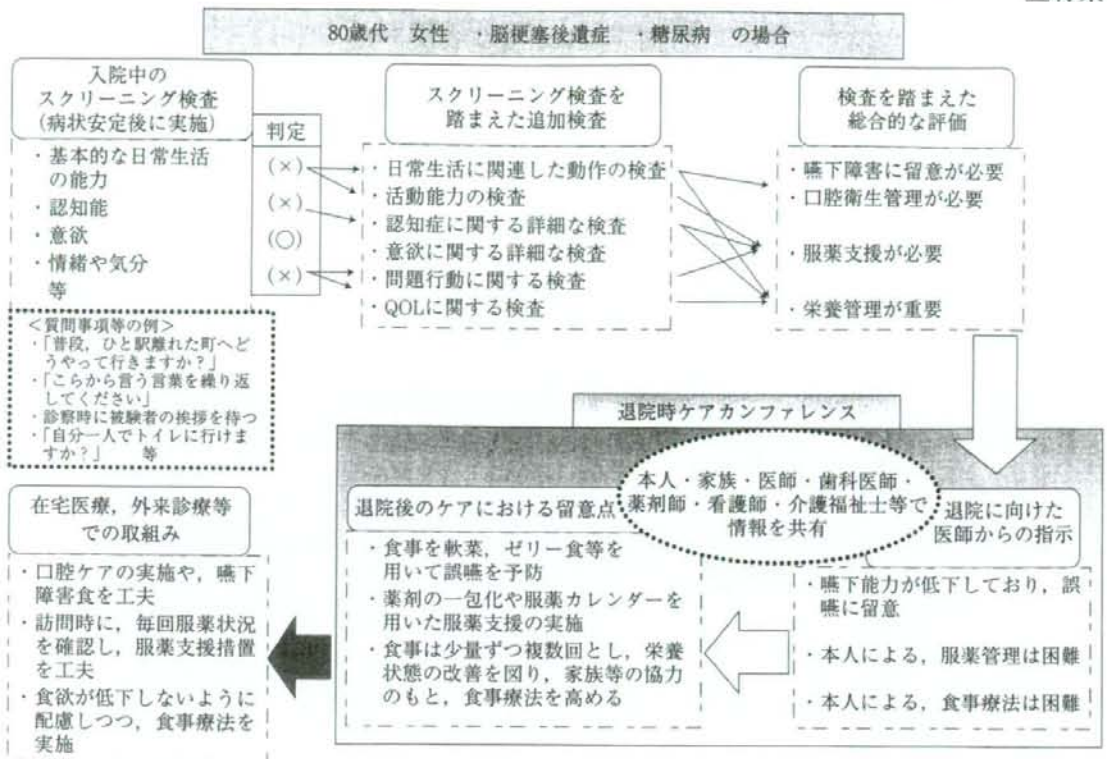 80歳代 女性 ・脳梗塞後遺症 ・糖尿病 の場合
入院中の
スクリーニング検査
(病状安定後に実施)
・基本的な日常生活
の能力
・認知能
・意欲
・情緒や気分
等
判定
(×)
(×)
(○)
(×)
スクリーニング検査を
踏まえた追加検査
・日常生活に関連した動作の検査
・活動能力の検査
・認知症に関する詳細な検査
・意欲に関する詳細な検査
・問題行動に関する検査
・QOLに関する検査
検査を踏まえた
総合的な評価
・嚥下障害に留意が必要
・口腔衛生管理が必要
・服薬支援が必要
・栄養管理が重要
<質問事項等の例>
・「普段，ひと駅離れた町へど
うやって行きますか？」
・「こらから言う言葉を繰り返
してください」
・診察時に被験者の挨拶を待つ
・「自分一人でトイレに行けま
すか？」 等
退院時ケアカンファレンス
本人・家族・医師・歯科医師・
薬剤師・看護師・介護福祉士等で
情報を共有
退院に向けた
医師からの指示
・嚥下能力が低下しており，誤
嚥に留意
・本人による，服薬管理は困難
・本人による，食事療法は困難
退院後のケアにおける留意点
・食事を軟菜，ゼリー食等を
用いて誤嚥を予防
・薬剤の一包化や服薬カレンダーを
用いた服薬支援の実施
・食事は少量ずつ複数回とし，栄養
状態の改善を図り，家族等の協力
のもと，食事療法を高める
在宅医療，外来診療等
での取組み
・口腔ケアの実施や，嚥下
障害食を工夫
・訪問時に，毎回服薬状況
を確認し，服薬支援措置
を工夫
・食欲が低下しないように
配慮しつつ，食事療法を
実施